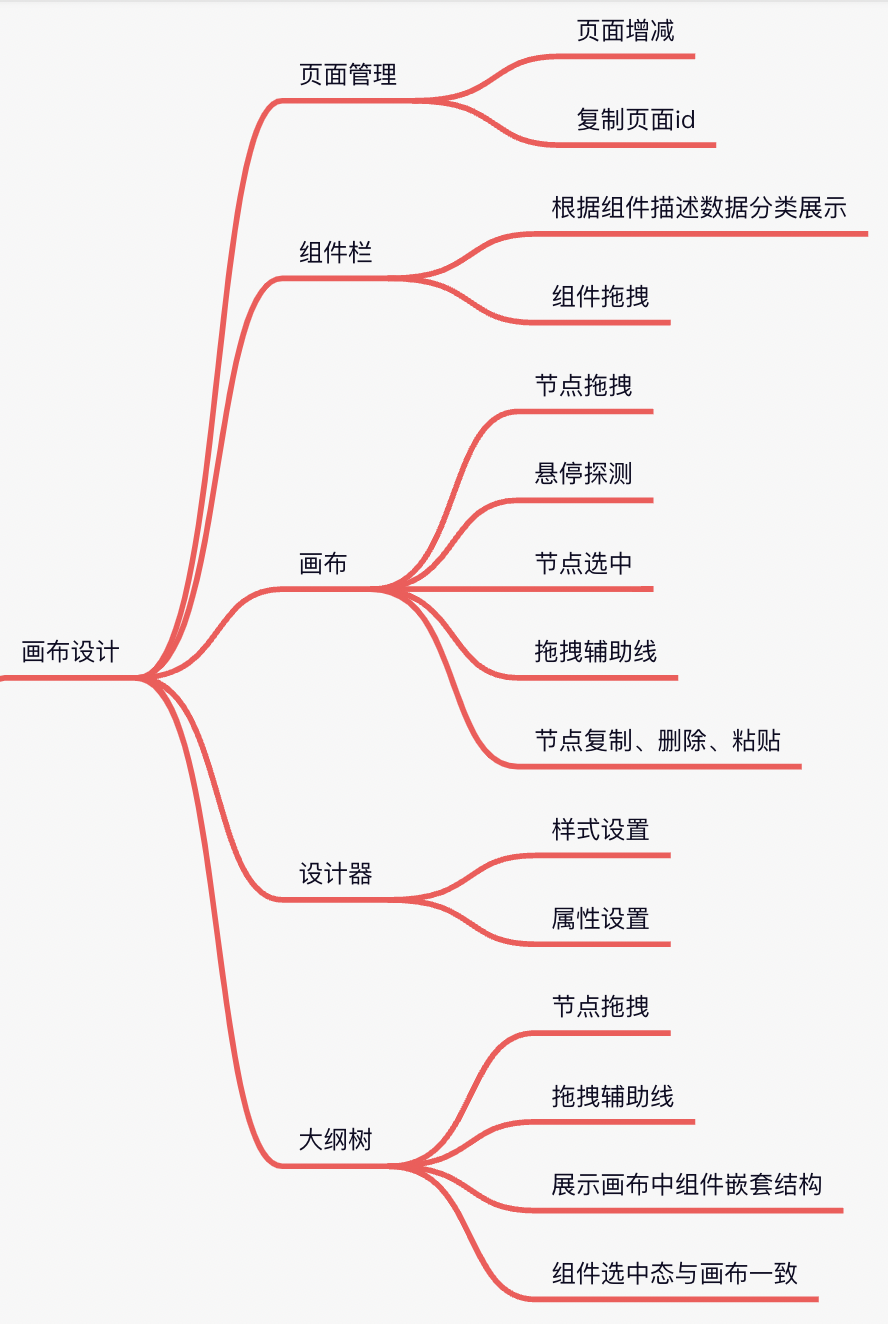 页面增减
页面管理
复制页面id
根据组件描述数据分类展示
组件栏
组件拖拽
节点拖拽
悬停探测
画布
节点选中
画布设计
拖拽辅助线
节点复制、删除、粘贴
样式设置
设计器
属性设置
节点拖拽
拖拽辅助线
大纲树
展示画布中组件嵌套结构
组件选中态与画布一致